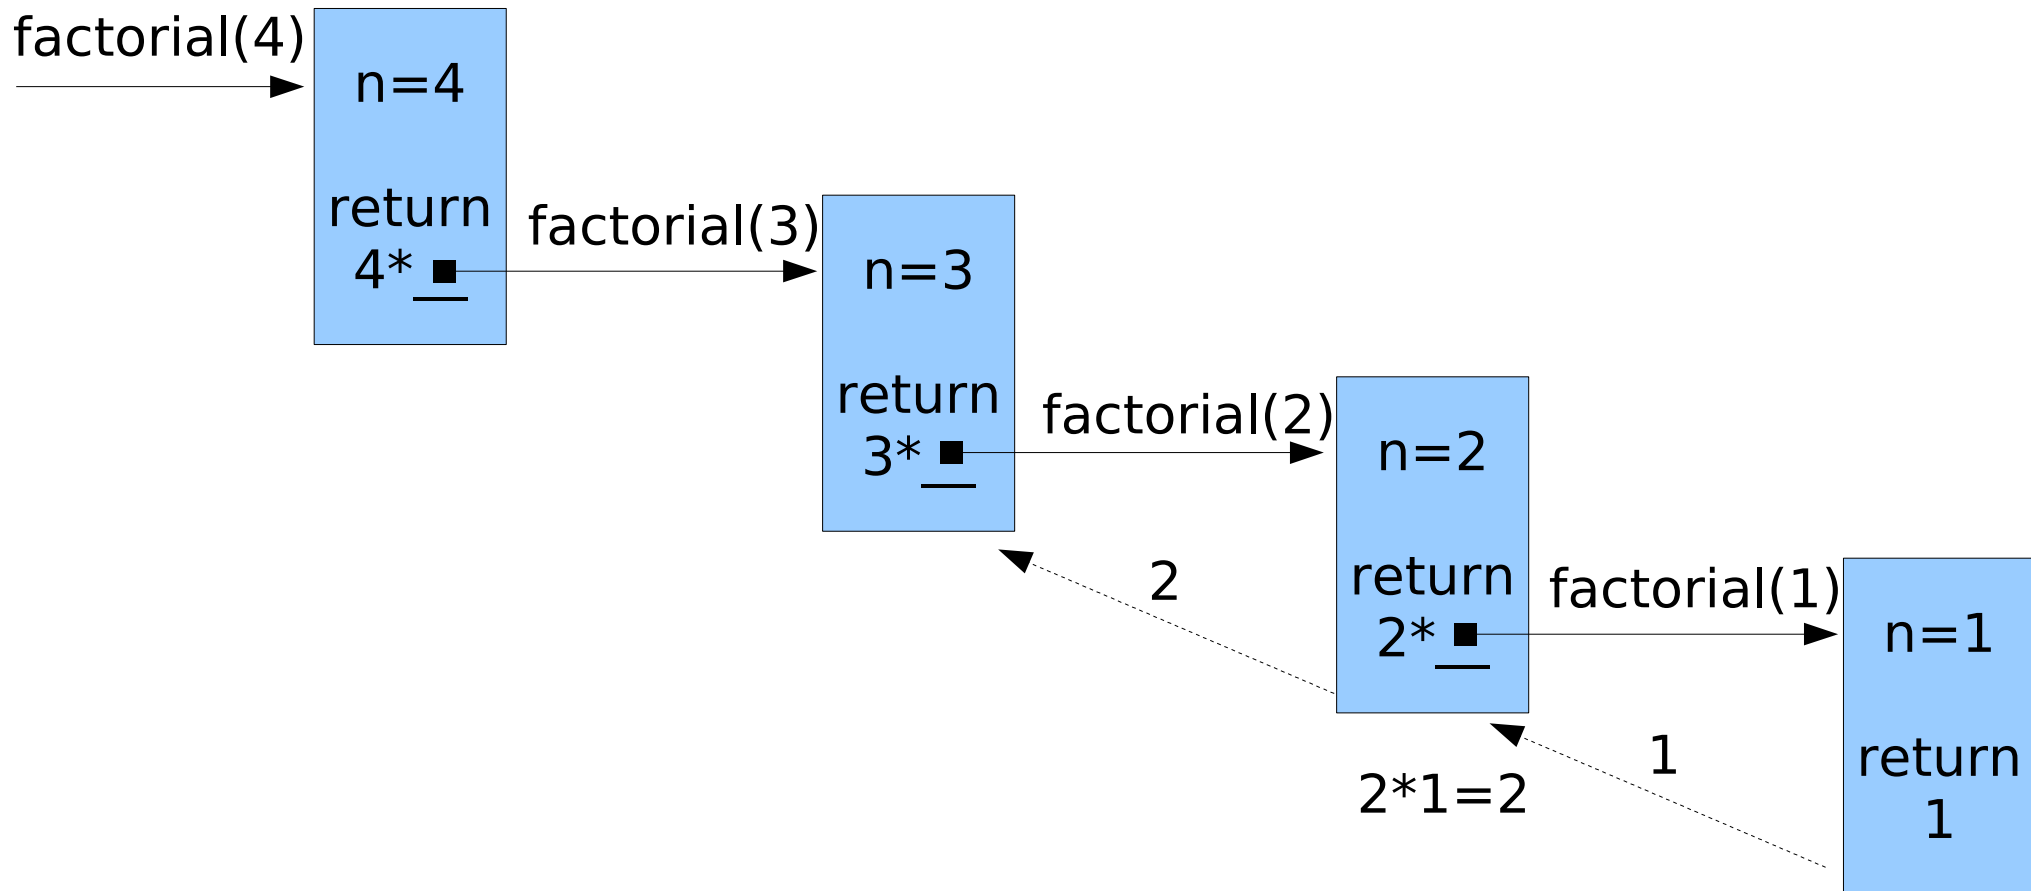 factorial(4)
n=4
return
4*
factorial(3)
n=3
return
3*
factorial(2)
n=2
return
2*
factorial(1)
n=1
return
1
2
1
2*1=2